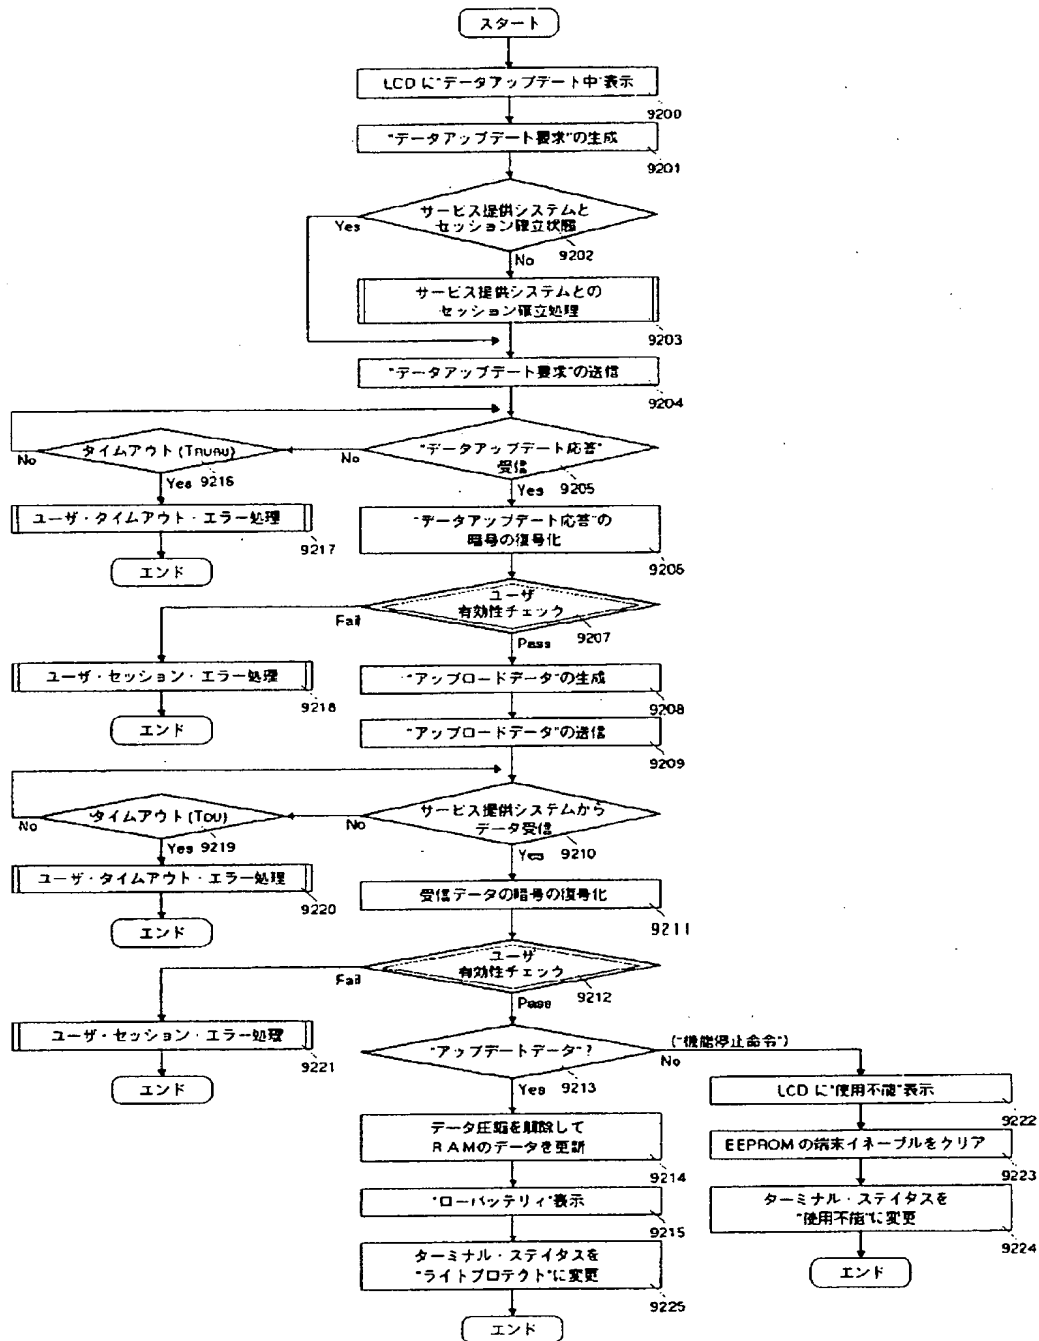 スタート
LCDに"データアップデート中"表示
9200
"データアップデート要求"の生成
9201
サービス提供システムと
セッション確立状態
9202
Yes
No
サービス提供システムとの
セッション確立処理
9203
"データアップデート要求"の送信
9204
"データアップデート応答"
受信
9205
No
Yes
タイムアウト(TRUAU)
9216
No
Yes
ユーザ・タイムアウト・エラー処理
9217
エンド
"データアップデート応答"の
暗号の復号化
9206
ユーザ
有効性チェック
9207
Fail
Pass
ユーザ・セッション・エラー処理
9218
エンド
"アップロードデータ"の生成
9208
"アップロードデータ"の送信
9209
サービス提供システムから
データ受信
9210
No
Yes
タイムアウト(TDU)
9219
No
Yes
ユーザ・タイムアウト・エラー処理
9220
エンド
受信データの暗号の復号化
9211
ユーザ
有効性チェック
9212
Fail
Pass
ユーザ・セッション・エラー処理
9221
エンド
"アップデートデータ"?
9213
("機能停止命令")
No
Yes
LCDに"使用不能"表示
9222
EEPROMの端末イネーブルをクリア
9223
ターミナル・ステイタスを
"使用不能"に変更
9224
エンド
データ圧縮を解除して
RAMのデータを更新
9214
"ローバッテリィ"表示
9215
ターミナル・ステイタスを
"ライトプロテクト"に変更
9225
エンド